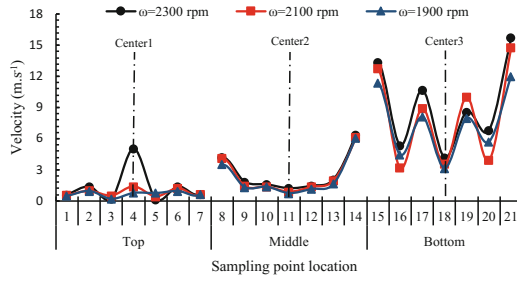 ω=2300 rpm ω=2100 rpm ω=1900 rpm
18
15
12
9
6
3
0
Velocity (m.s⁻¹)
Center1 Center2 Center3
1 2 3 4 5 6 7 8 9 10 11 12 13 14 15 16 17 18 19 20 21
Top Middle Bottom
Sampling point location